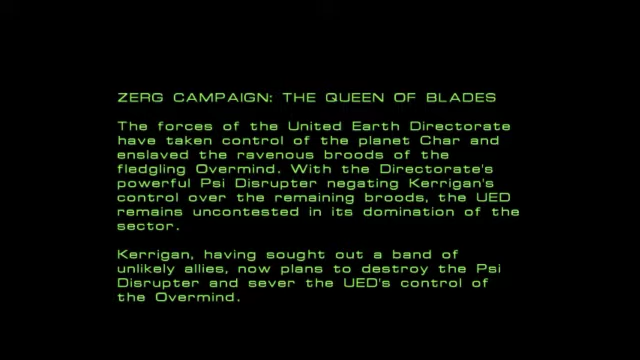 ZERG CAMPAIGN: THE QUEEN OF BLADES
The forces of the United Earth Directorate
have taken control of the planet Char and
enslaved the ravenous broods of the
fledgling Overmind. With the Directorate's
powerful Psi Disrupter negating Kerrigan's
control over the remaining broods, the UED
remains uncontested in its domination of the
sector.
Kerrigan, having sought out a band of
unlikely allies, now plans to destroy the Psi
Disrupter and sever the UED's control of
the Overmind.